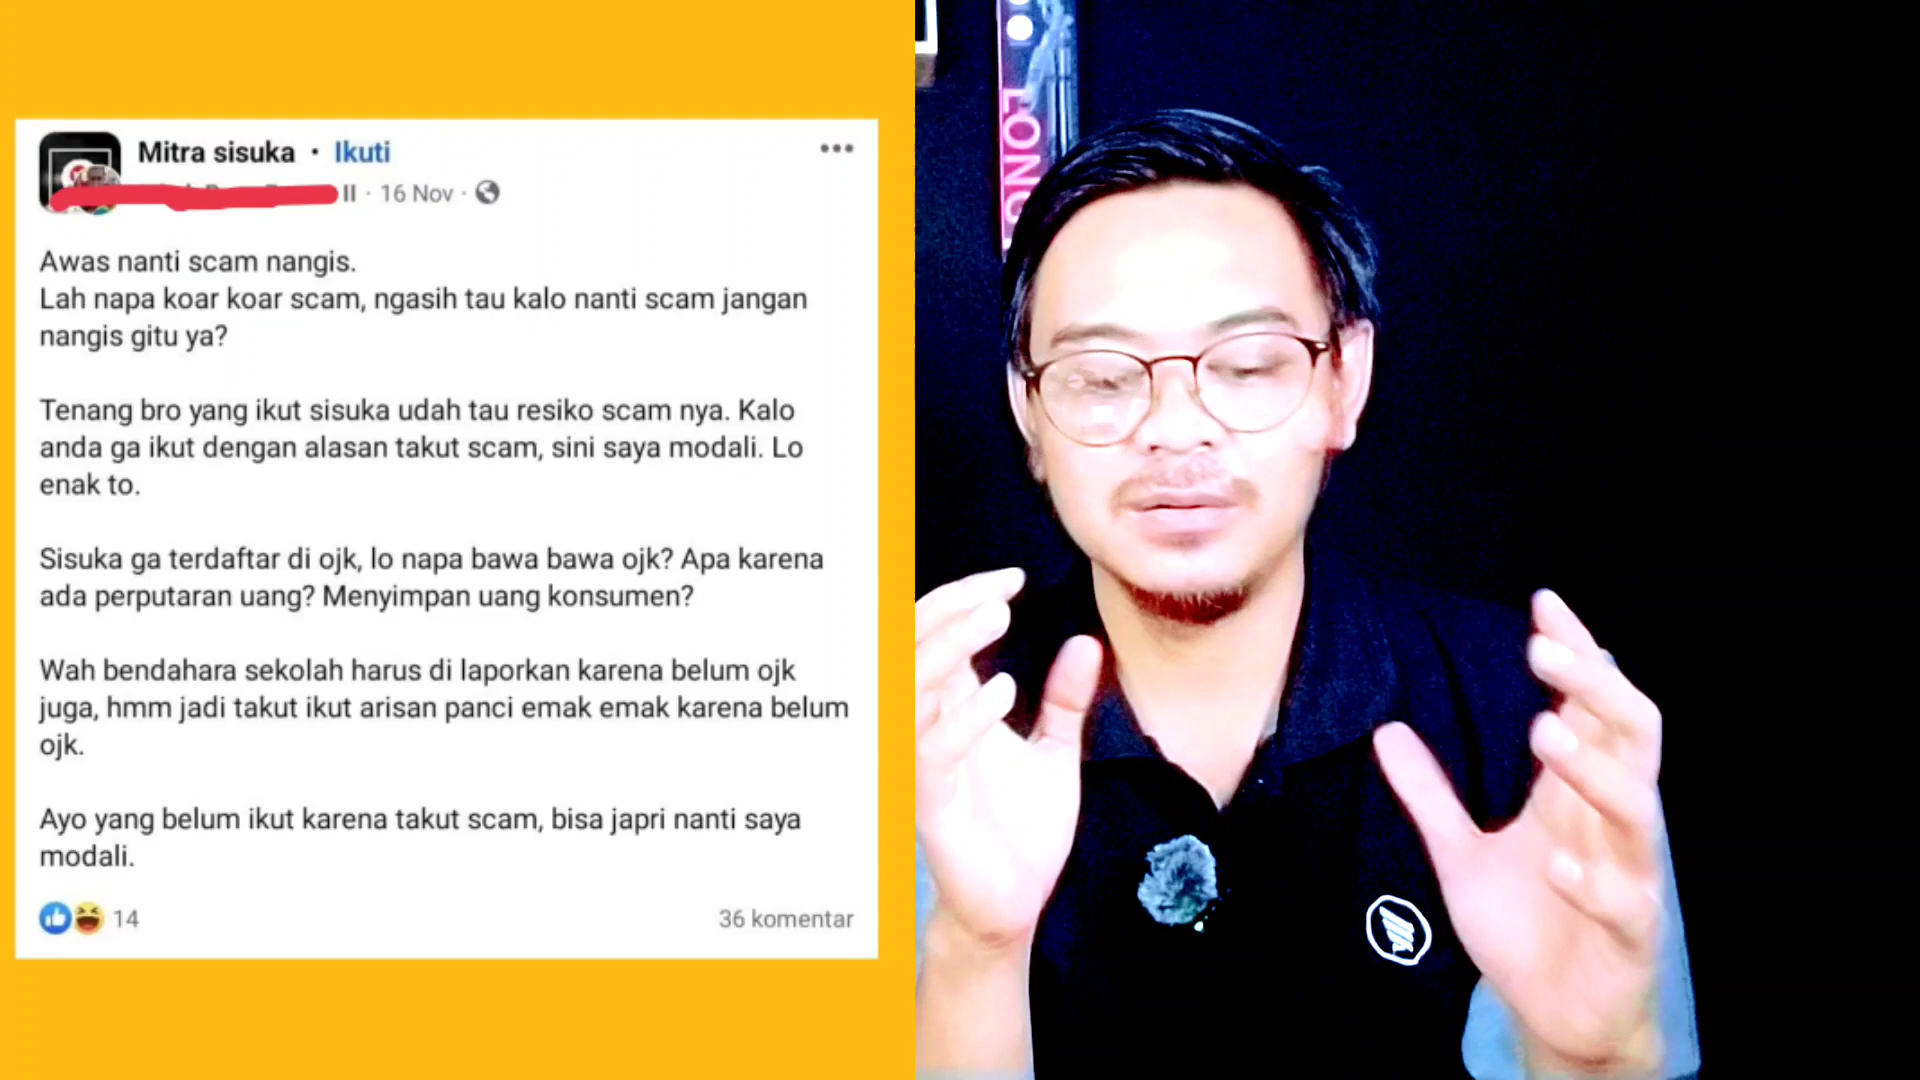 Mitra sisuka • Ikuti
II · 16 Nov ·
Awas nanti scam nangis.
Lah napa koar koar scam, ngasih tau kalo nanti scam jangan
nangis gitu ya?
Tenang bro yang ikut sisuka udah tau resiko scam nya. Kalo
anda ga ikut dengan alasan takut scam, sini saya modali. Lo
enak to.
Sisuka ga terdaftar di ojk, lo napa bawa bawa ojk? Apa karena
ada perputaran uang? Menyimpan uang konsumen?
Wah bendahara sekolah harus di laporkan karena belum ojk
juga, hmm jadi takut ikut arisan panci emak emak karena belum
ojk.
Ayo yang belum ikut karena takut scam, bisa japri nanti saya
modali.
14
36 komentar
LONG